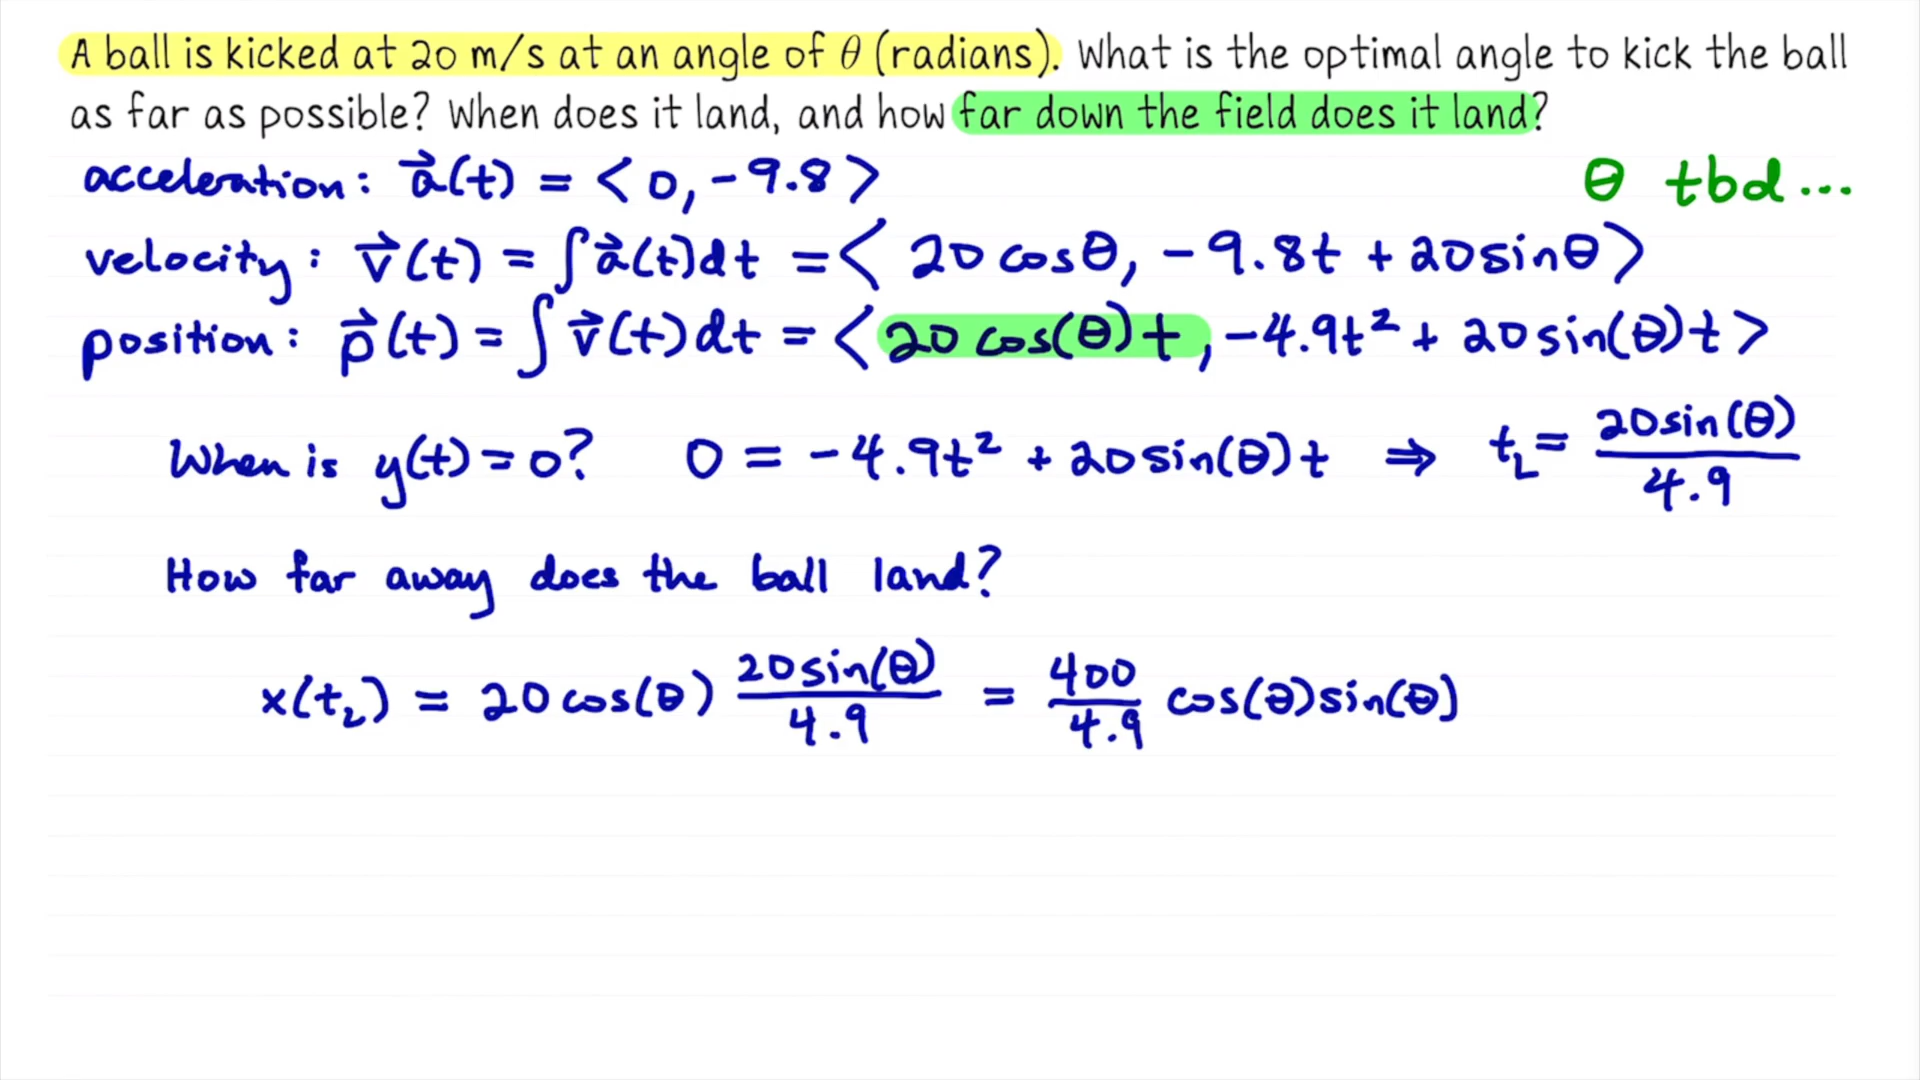 A ball is kicked at 20 m/s at an angle of θ (radians). What is the optimal angle to kick the ball
as far as possible? When does it land, and how far down the field does it land?
acceleration: a⃗(t) = <0, -9.8> θ tbd...
velocity: v⃗(t) = ∫a⃗(t)dt = <20cosθ, -9.8t + 20sinθ>
position: p⃗(t) = ∫v⃗(t)dt = <20cos(θ)t, -4.9t² + 20sin(θ)t>
When is y(t)=0? 0 = -4.9t² + 20sin(θ)t ⇒ t_L = 20sin(θ)/4.9
How far away does the ball land?
x(t_L) = 20cos(θ) 20sin(θ)/4.9 = 400/4.9 cos(θ)sin(θ)